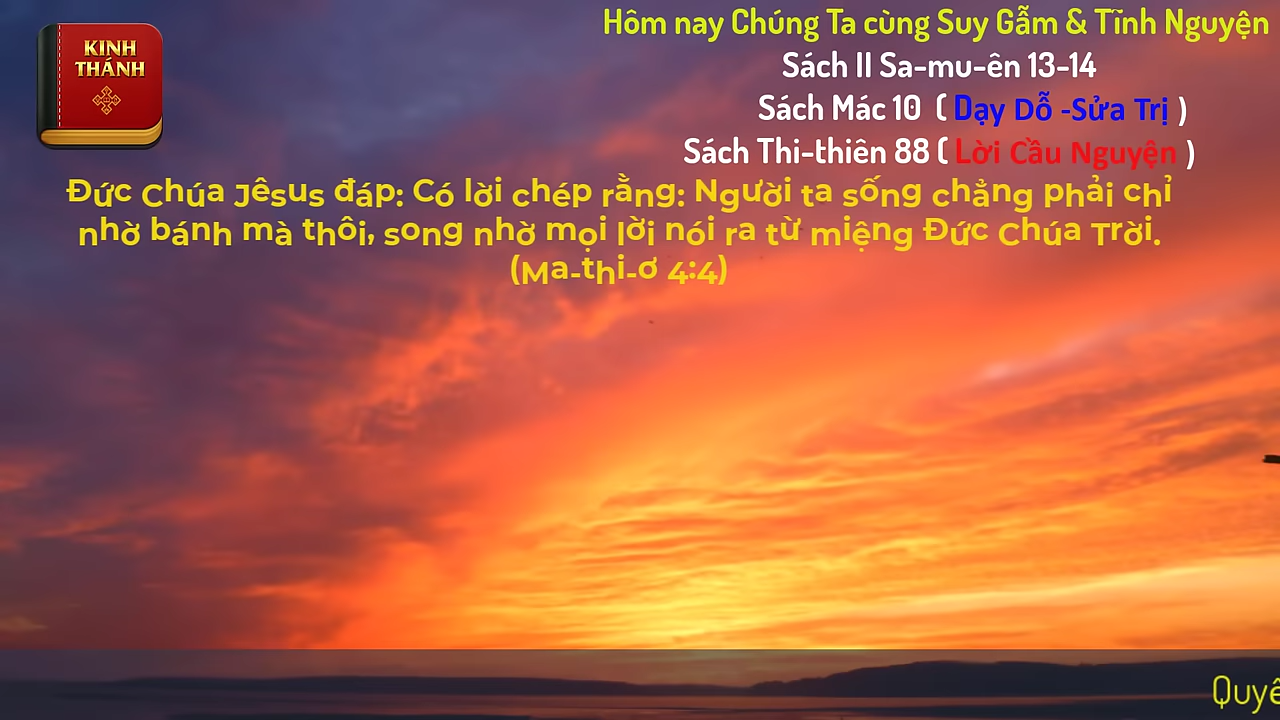 KINH
THÁNH
Hôm nay Chúng Ta cùng Suy Gẫm & Tĩnh Nguyện
Sách II Sa-mu-ên 13-14
Sách Mác 10 ( Dạy Dỗ -Sửa Trị )
Sách Thi-thiên 88 ( Lời Cầu Nguyện )
Đức Chúa Jêsus đáp: Có lời chép rằng: Người ta sống chẳng phải chỉ
nhờ bánh mà thôi, song nhờ mọi lời nói ra từ miệng Đức Chúa Trời.
(Ma-thi-ơ 4:4)